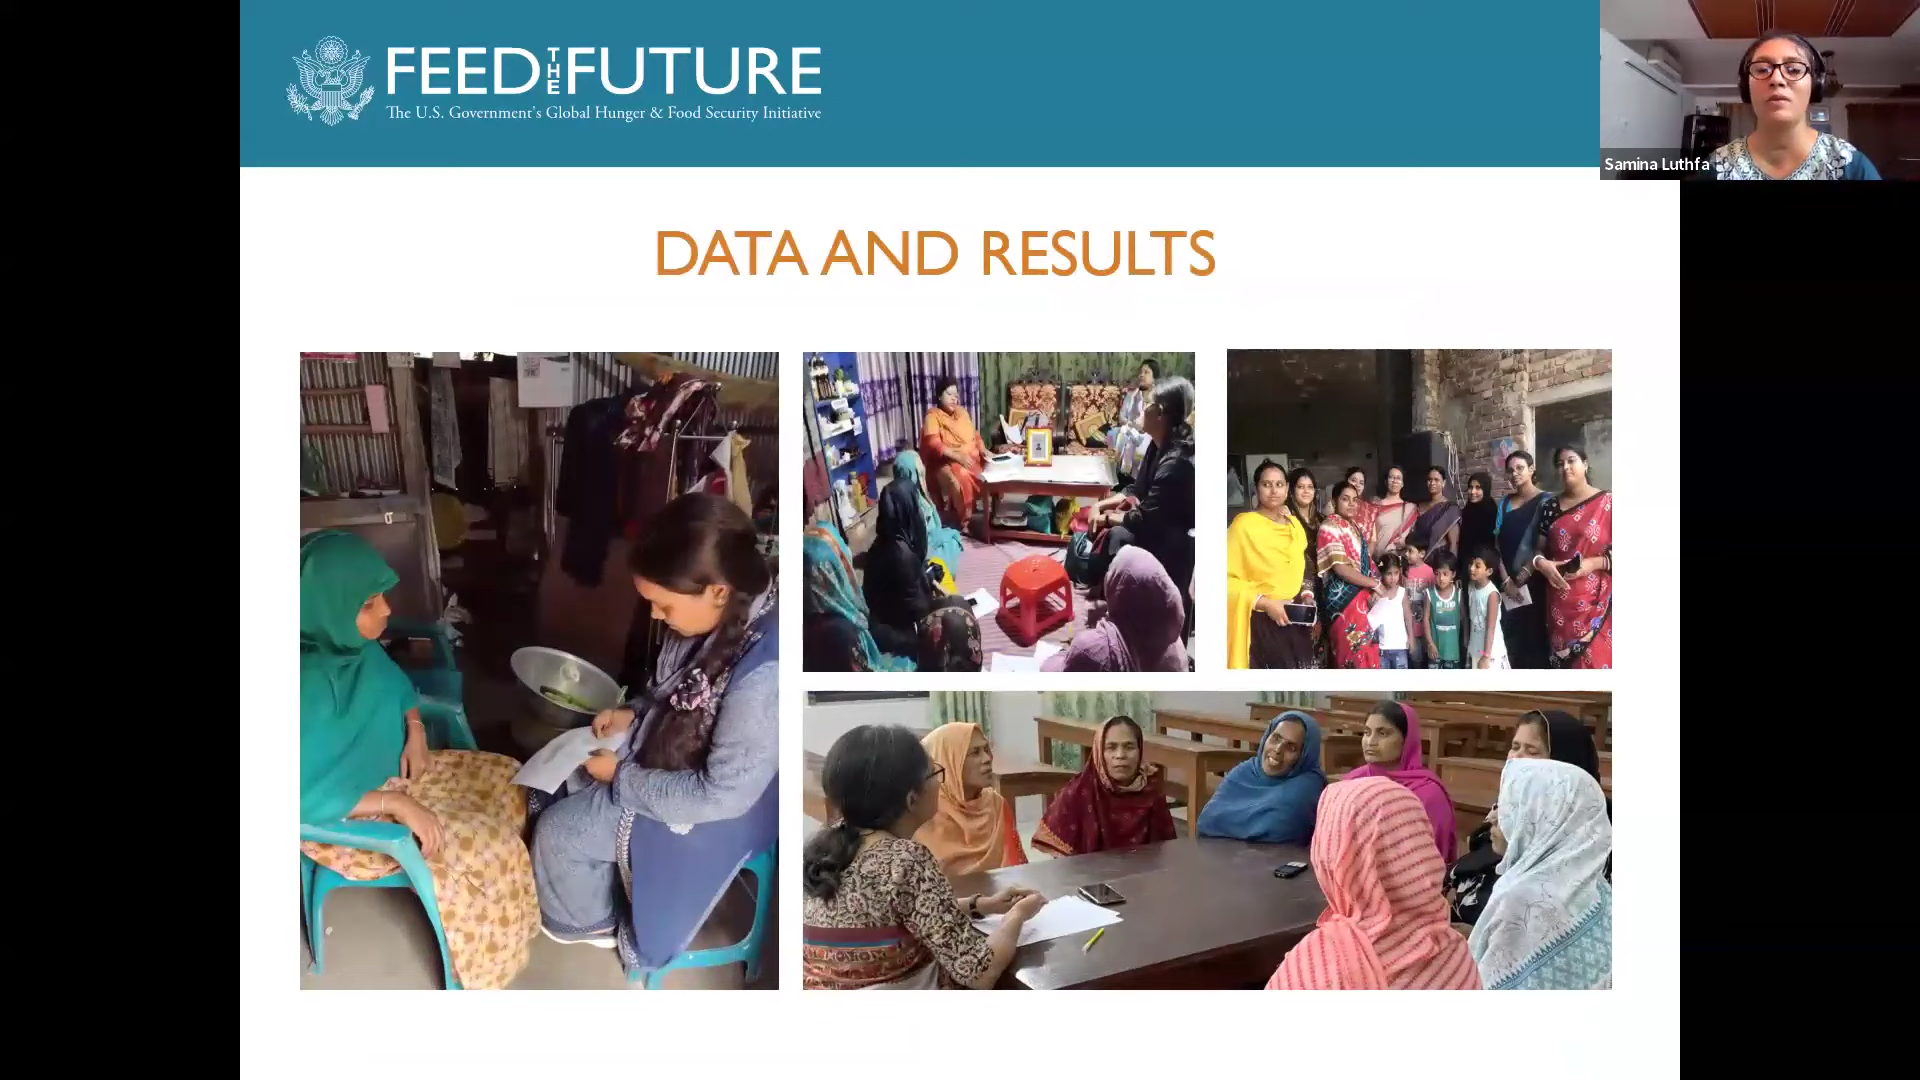 FEED THE FUTURE
The U.S. Government's Global Hunger & Food Security Initiative
Samina Luthfa
DATA AND RESULTS